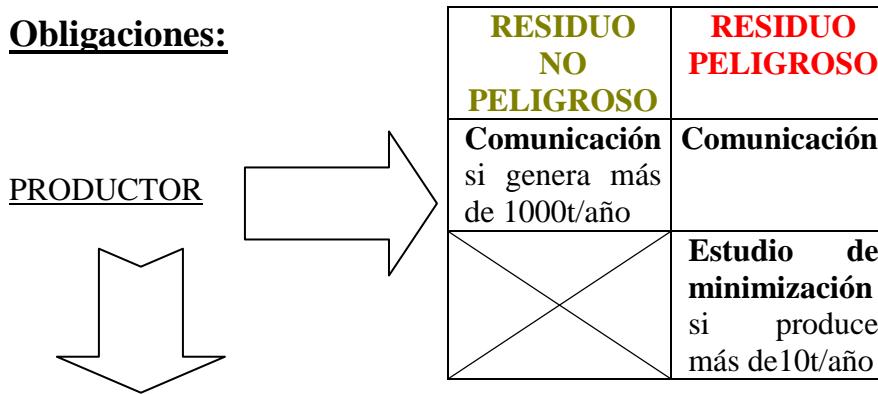 Obligaciones:
RESIDUO
NO
PELIGROSO
RESIDUO
PELIGROSO
PRODUCTOR
Comunicación
si genera más
de 1000t/año
Comunicación
Estudio de
minimización
si produce
más de10t/año